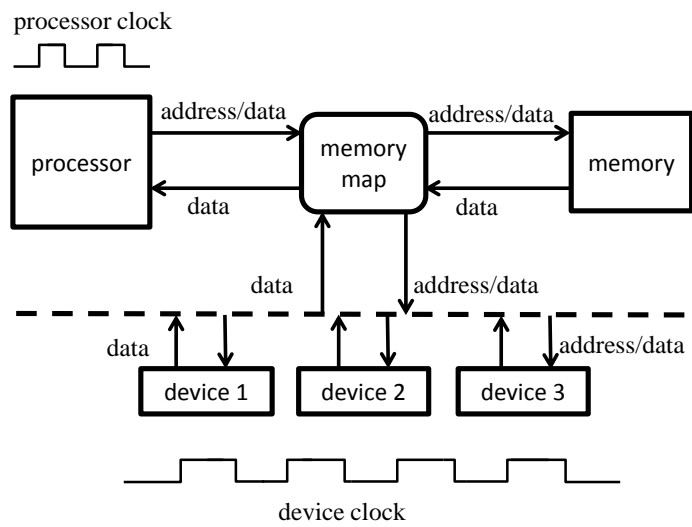 processor clock
address/data
address/data
processor
memory
map
memory
data
data
data
address/data
data
address/data
device 1
device 2
device 3
device clock